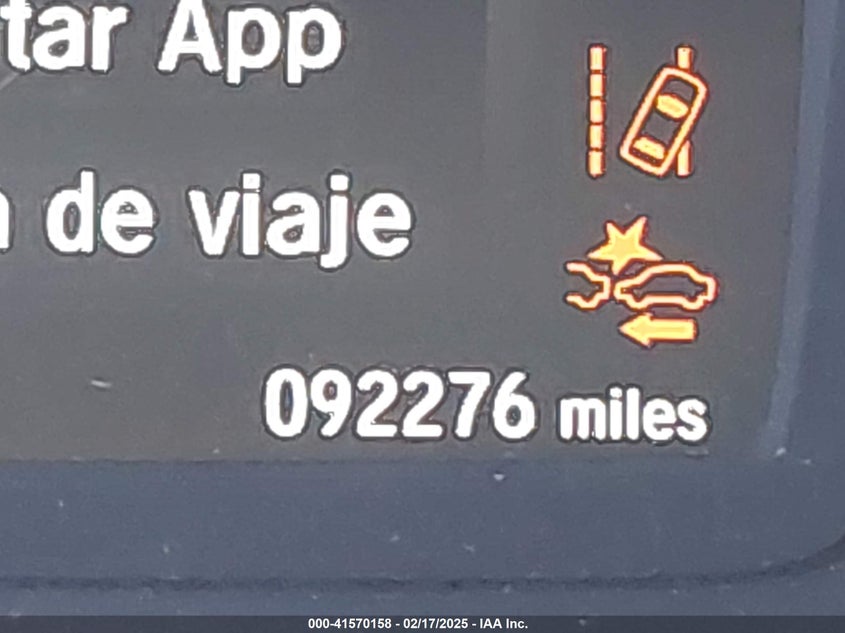 tar App
de viaje
092276 miles
000-41570158 - 02/17/2025 - IAA Inc.